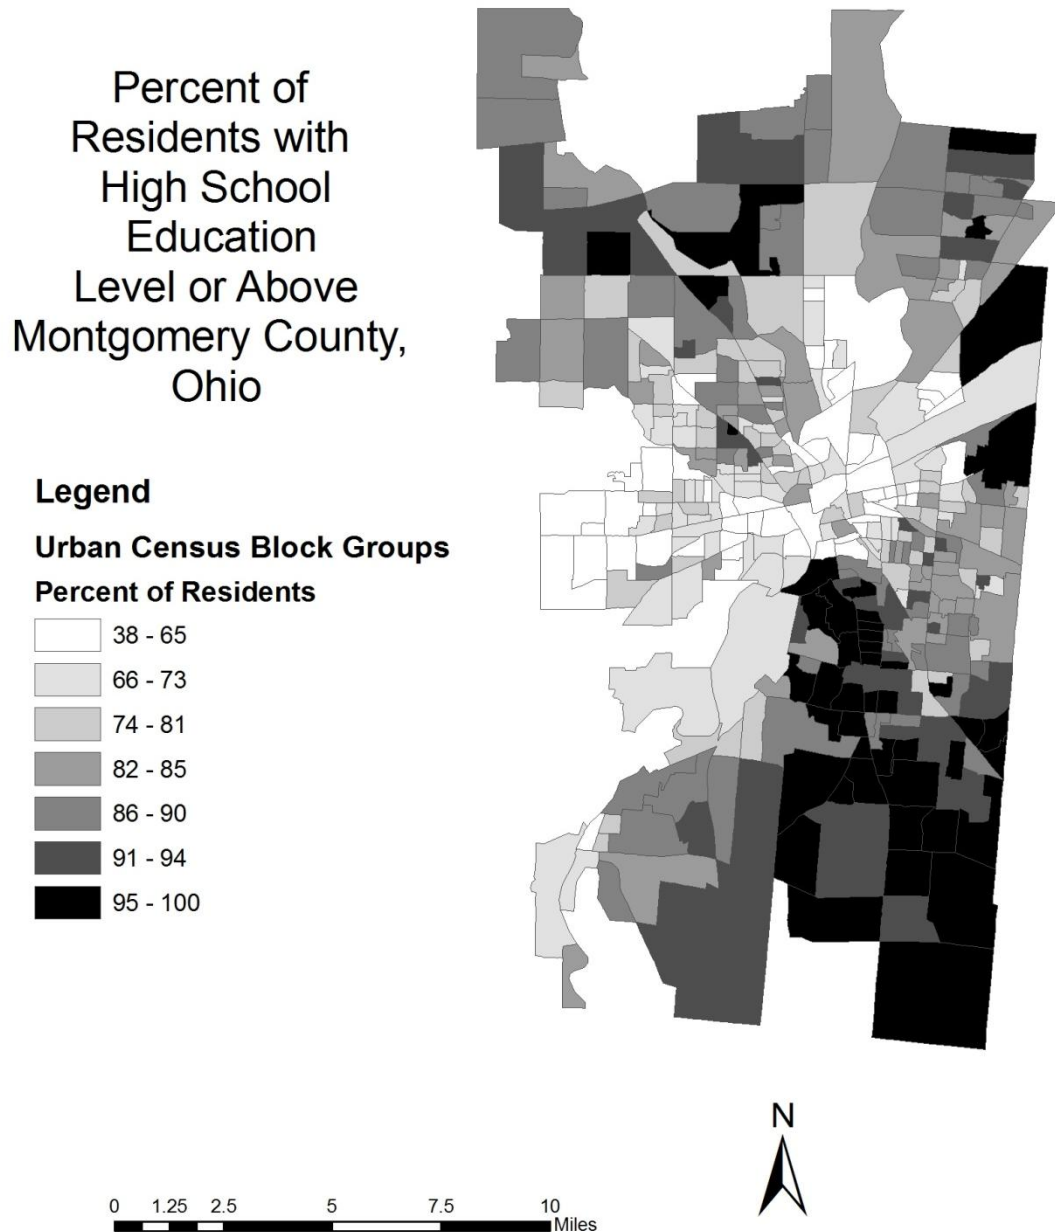 Percent of
Residents with
High School
Education
Level or Above
Montgomery County,
Ohio
Legend
Urban Census Block Groups
Percent of Residents
38 - 65
66 - 73
74 - 81
82 - 85
86 - 90
91 - 94
95 - 100
N
0 1.25 2.5 5 7.5 10
Miles